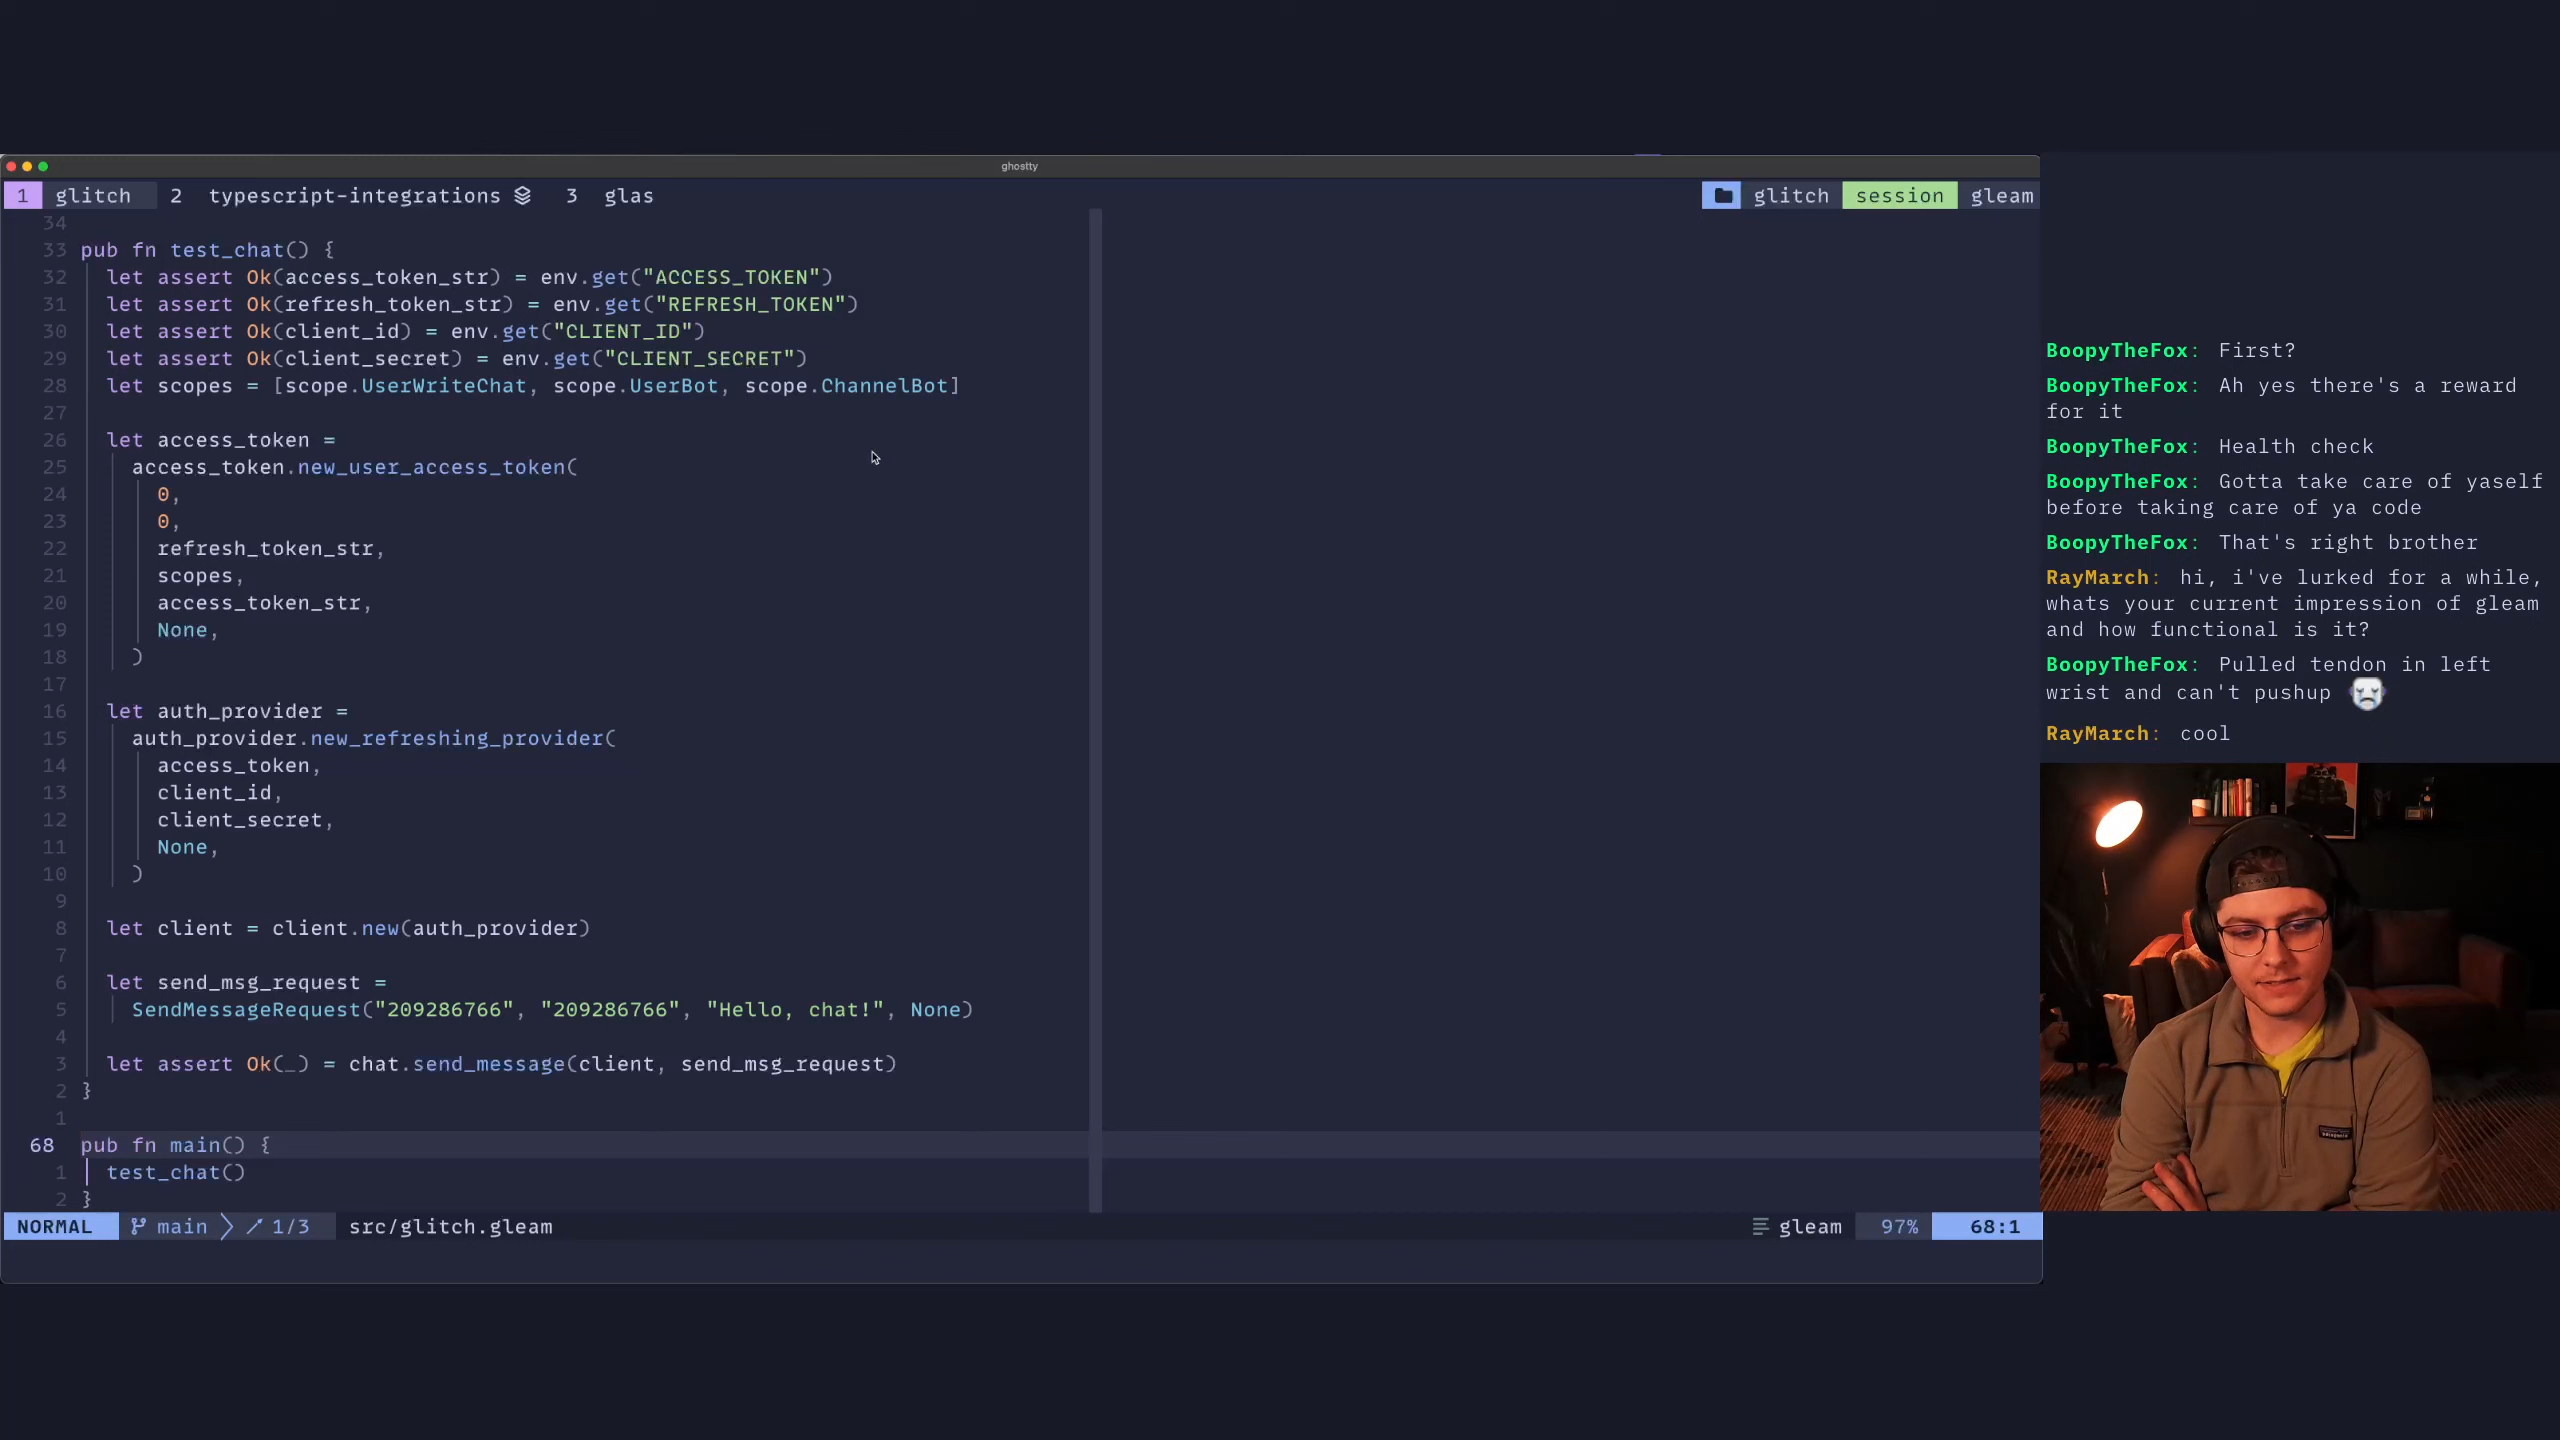 ghostty
1 glitch 2 typescript-integrations 3 glas
glitch session gleam
34
33 pub fn test_chat() {
32 let assert Ok(access_token_str) = env.get("ACCESS_TOKEN")
31 let assert Ok(refresh_token_str) = env.get("REFRESH_TOKEN")
30 let assert Ok(client_id) = env.get("CLIENT_ID")
29 let assert Ok(client_secret) = env.get("CLIENT_SECRET")
28 let scopes = [scope.UserWriteChat, scope.UserBot, scope.ChannelBot]
27
26 let access_token =
25 access_token.new_user_access_token(
24 0,
23 0,
22 refresh_token_str,
21 scopes,
20 access_token_str,
19 None,
18 )
17
16 let auth_provider =
15 auth_provider.new_refreshing_provider(
14 access_token,
13 client_id,
12 client_secret,
11 None,
10 )
9
8 let client = client.new(auth_provider)
7
6 let send_msg_request =
5 SendMessageRequest("209286766", "209286766", "Hello, chat!", None)
4
3 let assert Ok(_) = chat.send_message(client, send_msg_request)
2 }
1
68 pub fn main() {
1 test_chat()
2 }
NORMAL main 1/3 src/glitch.gleam
gleam 97% 68:1
BoopyTheFox: First?
BoopyTheFox: Ah yes there's a reward
for it
BoopyTheFox: Health check
BoopyTheFox: Gotta take care of yaself
before taking care of ya code
BoopyTheFox: That's right brother
RayMarch: hi, i've lurked for a while,
whats your current impression of gleam
and how functional is it?
BoopyTheFox: Pulled tendon in left
wrist and can't pushup
RayMarch: cool